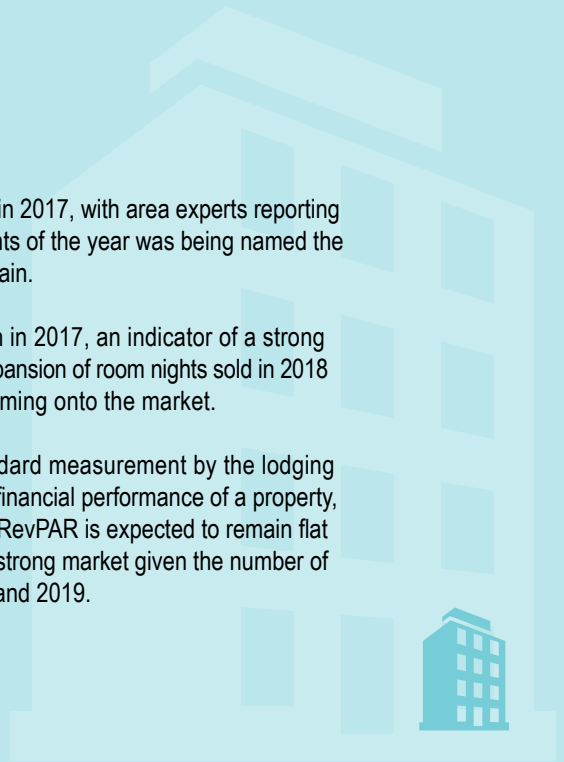 in 2017, with area experts reporting
nts of the year was being named the
ain.
n in 2017, an indicator of a strong
pansion of room nights sold in 2018
ming onto the market.
dard measurement by the lodging
financial performance of a property,
RevPAR is expected to remain flat
strong market given the number of
and 2019.